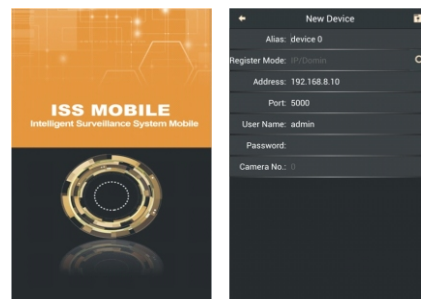 ISS MOBILE
Intelligent Surveillance System Mobile
New Device
Alias: device 0
Register Mode: IP/Domin
Address: 192.168.8.10
Port: 5000
User Name: admin
Password:
Camera No.: 0